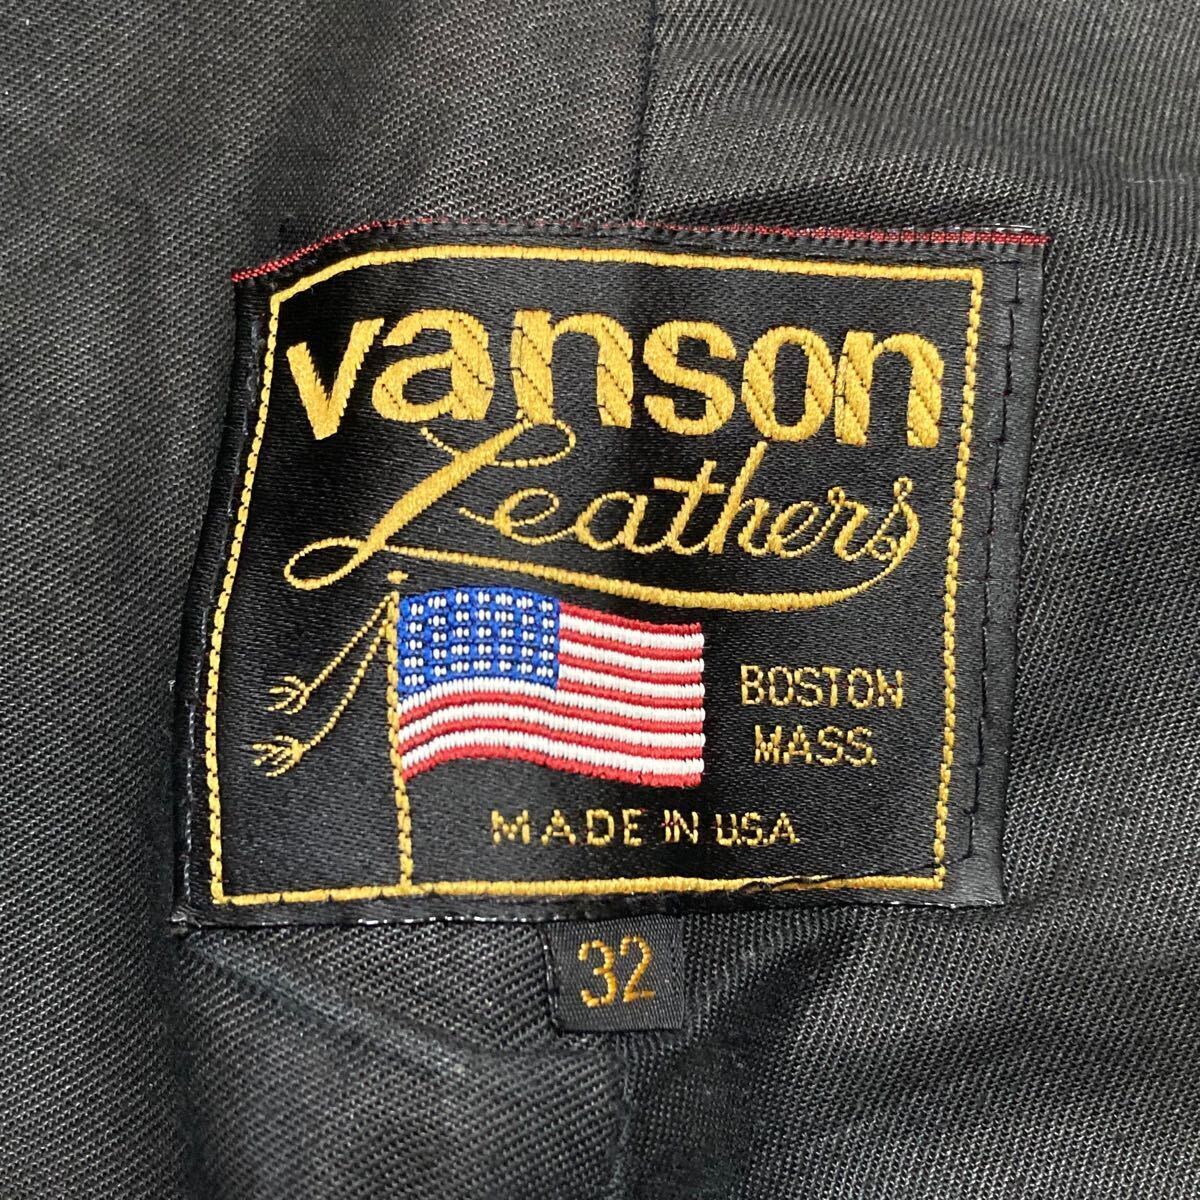 vanson
Leathers
BOSTON
MASS.
MADE IN U.S.A
32